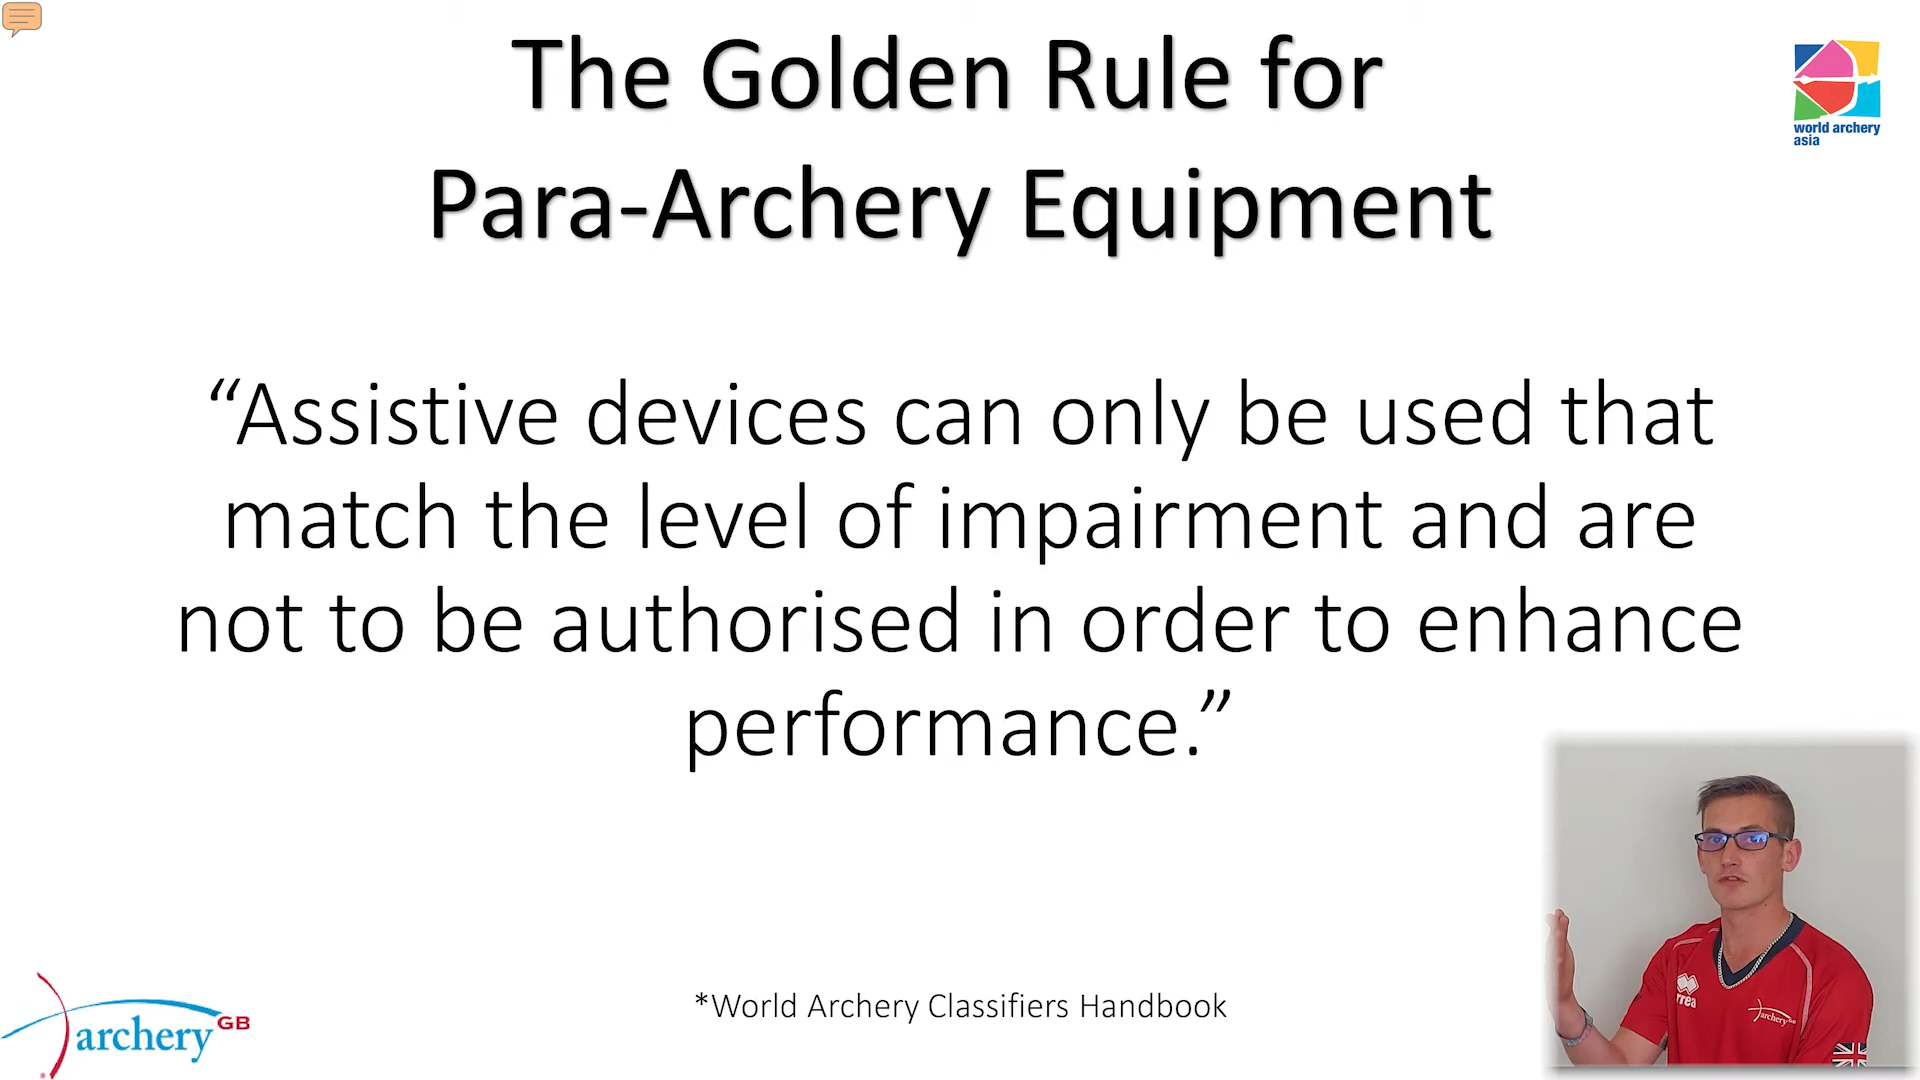 The Golden Rule for
Para-Archery Equipment
world archery
asia
“Assistive devices can only be used that
match the level of impairment and are
not to be authorised in order to enhance
performance.”
*World Archery Classifiers Handbook
archery GB
rrea
archery